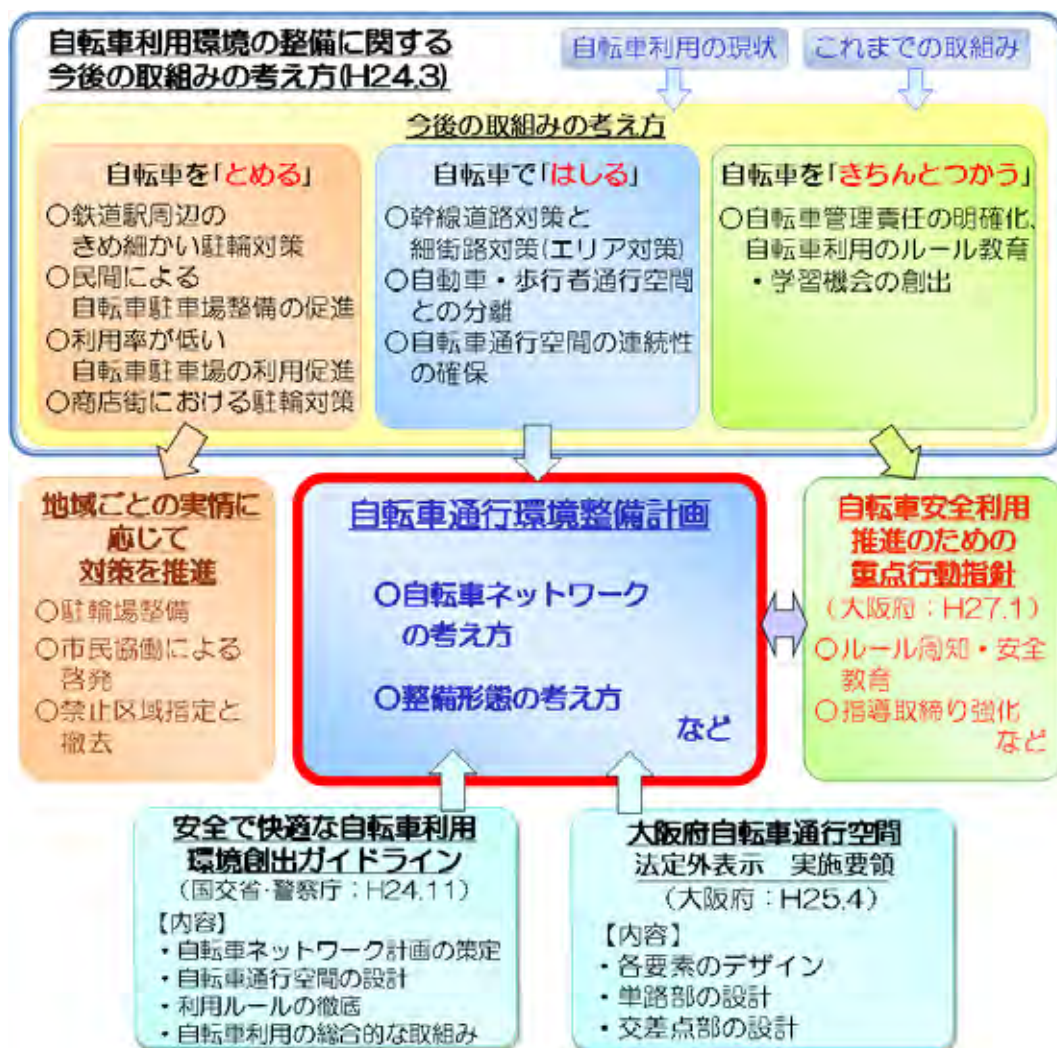 自転車利用環境の整備に関する
今後の取組みの考え方(H24.3)
自転車利用の現状
これまでの取組み
今後の取組みの考え方
自転車を「とめる」
○鉄道駅周辺の
きめ細かい駐輪対策
○民間による
自転車駐車場整備の促進
○利用率が低い
自転車駐車場の利用促進
○商店街における駐輪対策
自転車で「はしる」
○幹線道路対策と
細街路対策(エリア対策)
○自動車・歩行者通行空間
との分離
○自転車通行空間の連続性
の確保
自転車を「きちんとつかう」
○自転車管理責任の明確化、
自転車利用のルール教育
・学習機会の創出
地域ごとの実情に
応じて
対策を推進
○駐輪場整備
○市民協働による
啓発
○禁止区域指定と
撤去
自転車通行環境整備計画
○自転車ネットワーク
の考え方
○整備形態の考え方
など
自転車安全利用
推進のための
重点行動指針
(大阪府：H27.1)
○ルール周知・安全
教育
○指導取締り強化
など
安全で快適な自転車利用
環境創出ガイドライン
(国交省・警察庁：H24.11)
【内容】
・自転車ネットワーク計画の策定
・自転車通行空間の設計
・利用ルールの徹底
・自転車利用の総合的な取組み
大阪府自転車通行空間
法定外表示　実施要領
(大阪府：H25.4)
【内容】
・各要素のデザイン
・単路部の設計
・交差点部の設計